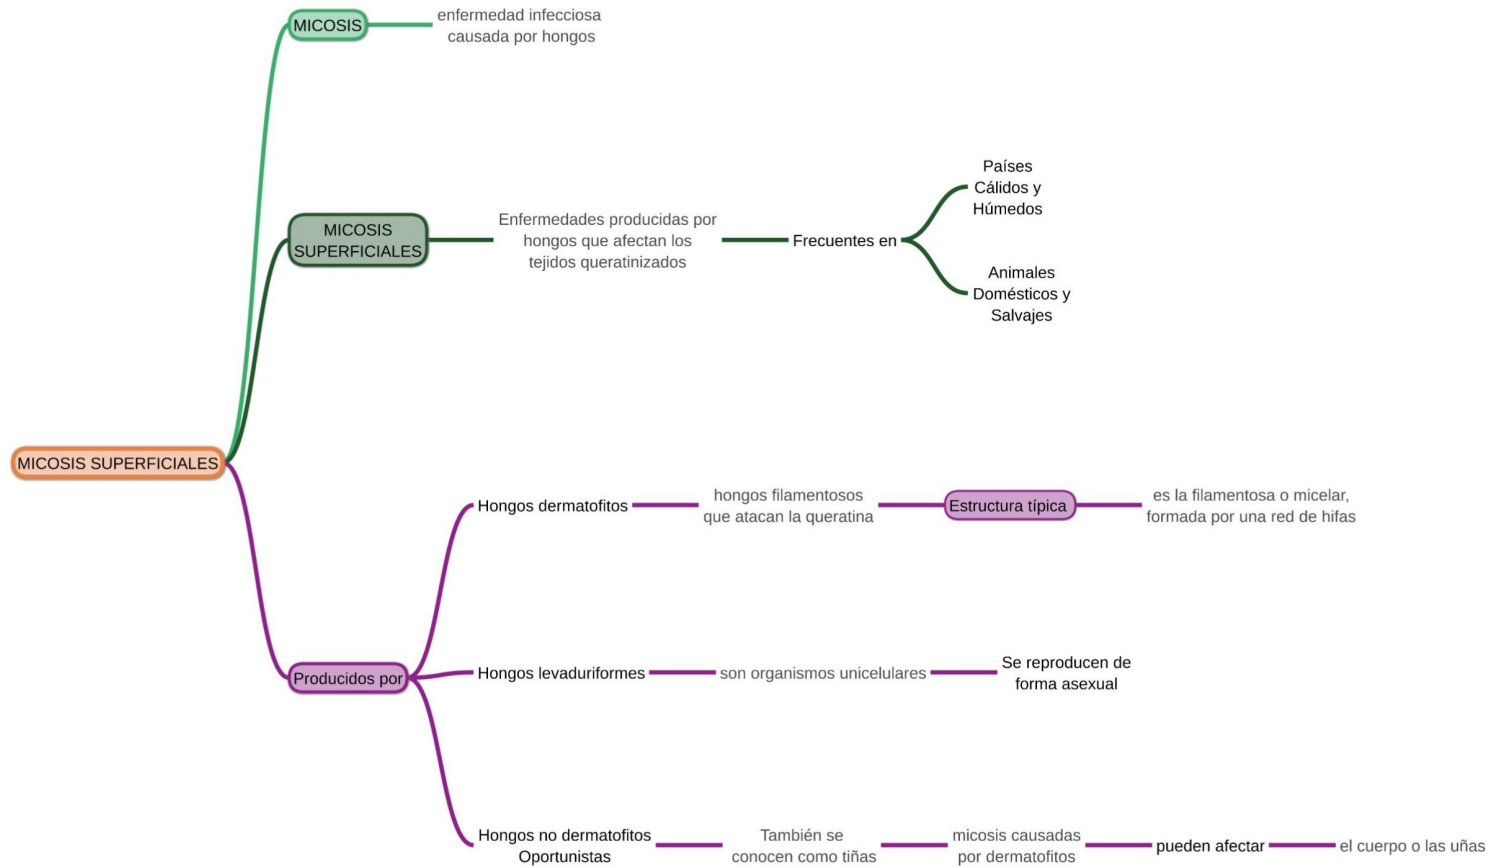 MICOSIS
enfermedad infecciosa
causada por hongos
MICOSIS
SUPERFICIALES
Enfermedades producidas por
hongos que afectan los
tejidos queratinizados
Frecuentes en
Países
Cálidos y
Húmedos
Animales
Domésticos y
Salvajes
MICOSIS SUPERFICIALES
Producidos por
Hongos dermatofitos
hongos filamentosos
que atacan la queratina
Estructura típica
es la filamentosa o micelar,
formada por una red de hifas
Hongos levaduriformes
son organismos unicelulares
Se reproducen de
forma asexual
Hongos no dermatofitos
Oportunistas
También se
conocen como tiñas
micosis causadas
por dermatofitos
pueden afectar
el cuerpo o las uñas